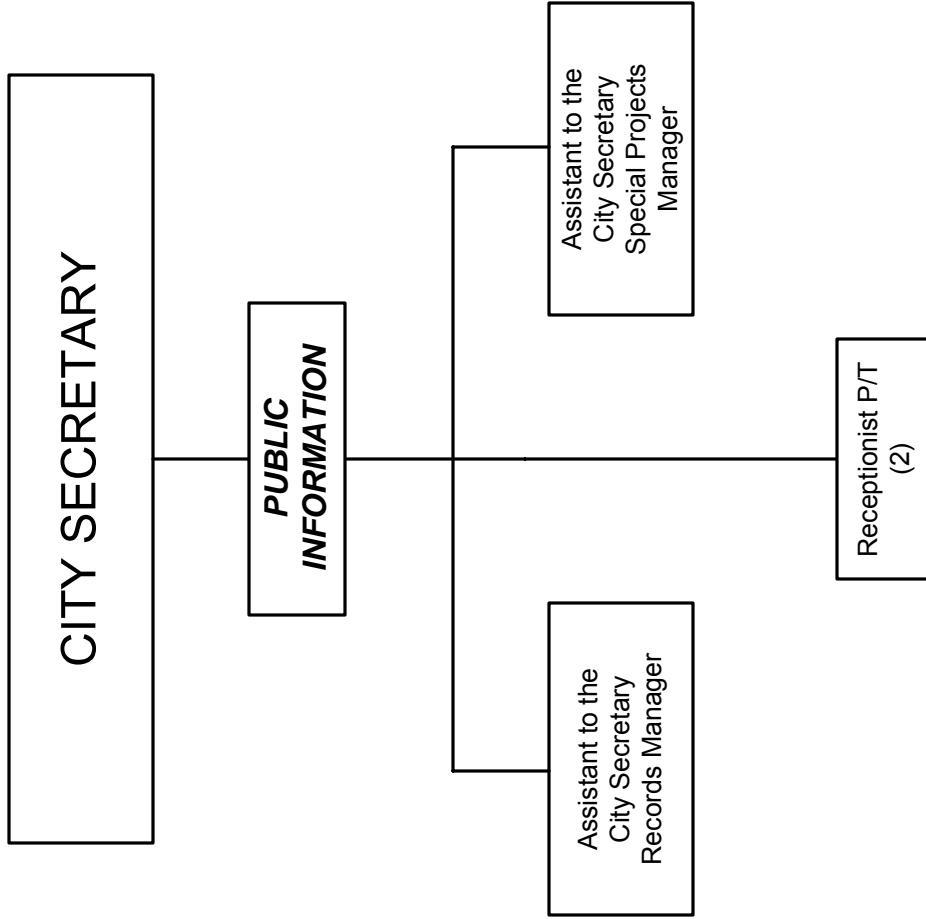 CITY SECRETARY
PUBLIC
INFORMATION
Assistant to the
City Secretary
Records Manager
Assistant to the
City Secretary
Special Projects
Manager
Receptionist P/T
(2)